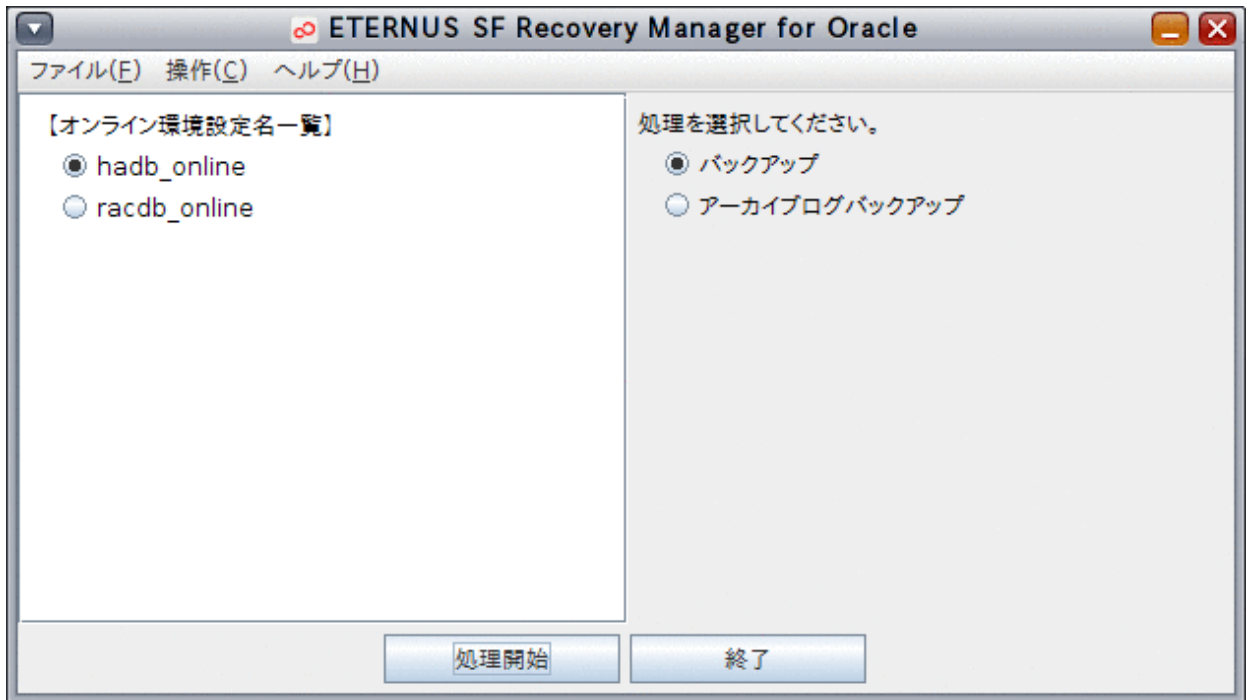 ETERNUS SF Recovery Manager for Oracle
ファイル(F) 操作(C) ヘルプ(H)
【オンライン環境設定名一覧】
hadb_online
racdb_online
処理を選択してください。
バックアップ
アーカイブログバックアップ
処理開始 終了